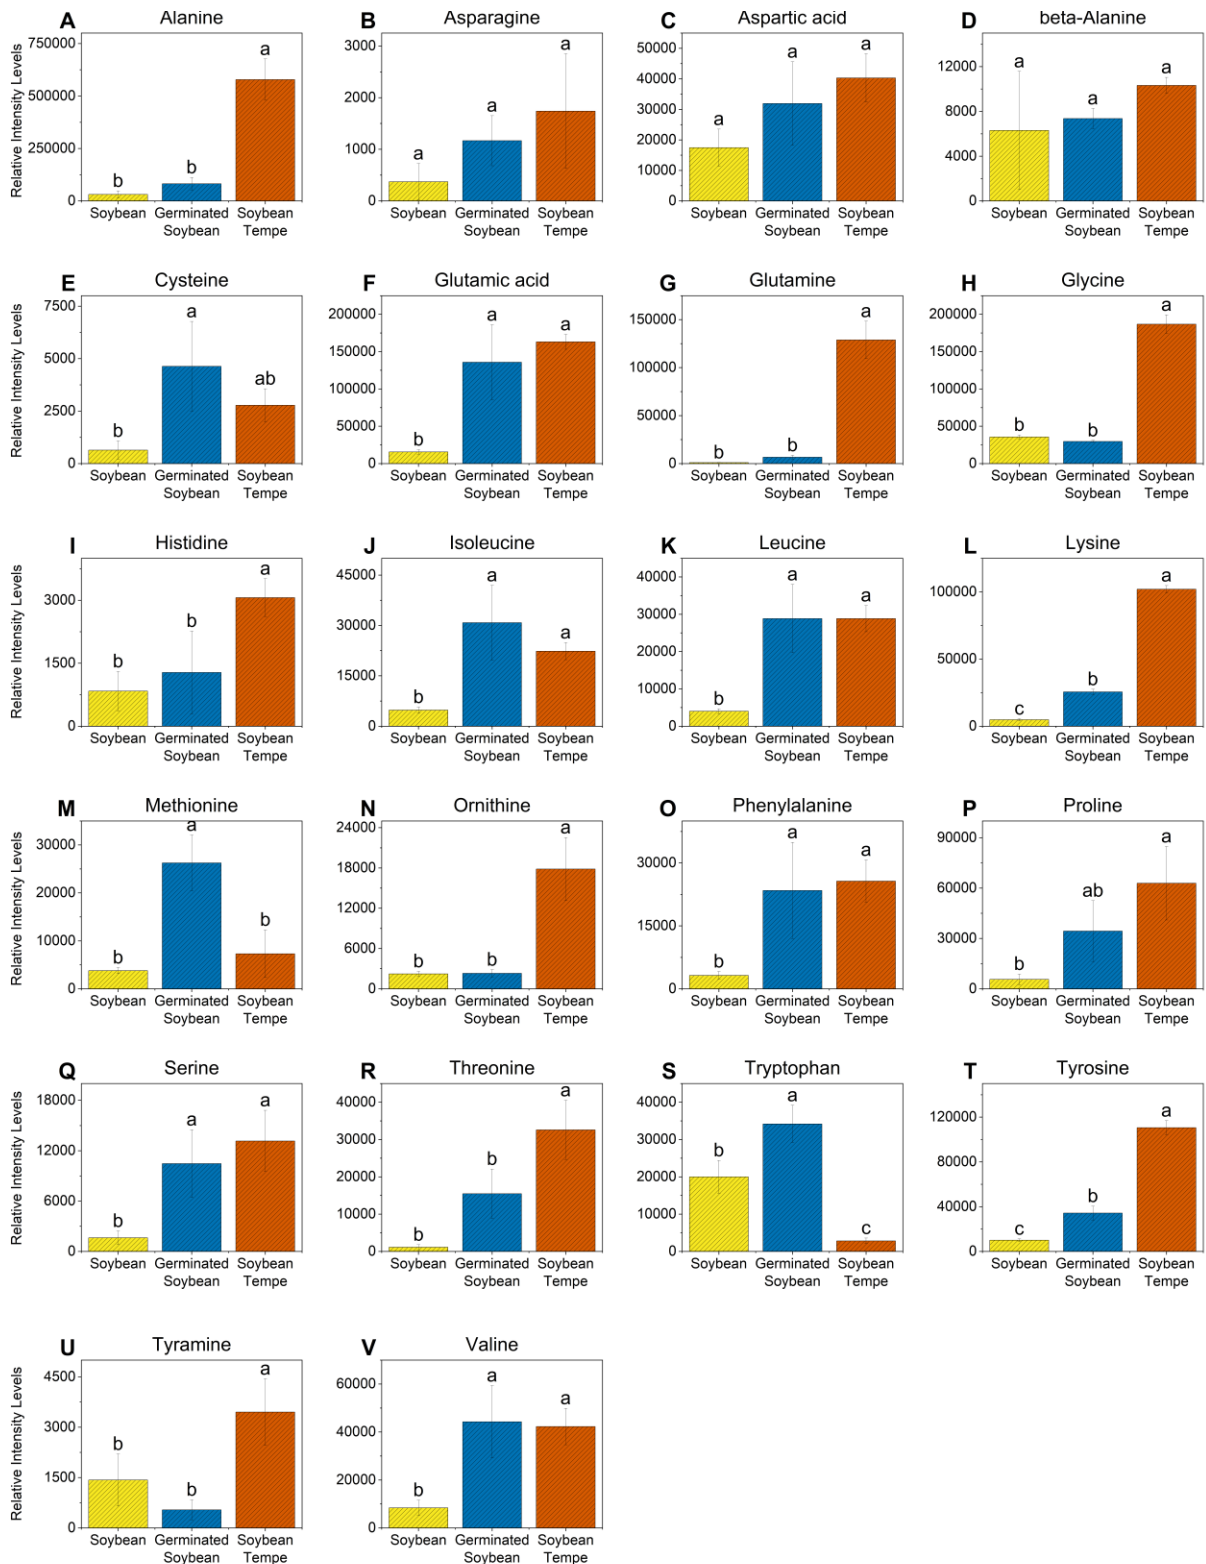 A Alanine
Relative Intensity Levels
750000
500000
250000
0
a
b
b
Soybean Germinated Soybean
Soybean Tempe
B Asparagine
3000
2000
1000
0
a
a
a
Soybean Germinated Soybean
Soybean Tempe
C Aspartic acid
50000
40000
30000
20000
10000
0
a
a
a
Soybean Germinated Soybean
Soybean Tempe
D beta-Alanine
12000
8000
4000
0
a
a
a
Soybean Germinated Soybean
Soybean Tempe
E Cysteine
Relative Intensity Levels
7500
5000
2500
0
b
a
ab
Soybean Germinated Soybean
Soybean Tempe
F Glutamic acid
200000
150000
100000
50000
0
b
a
a
Soybean Germinated Soybean
Soybean Tempe
G Glutamine
150000
100000
50000
0
b
b
a
Soybean Germinated Soybean
Soybean Tempe
H Glycine
200000
150000
100000
50000
0
b
b
a
Soybean Germinated Soybean
Soybean Tempe
I Histidine
Relative Intensity Levels
3000
1500
0
b
b
a
Soybean Germinated Soybean
Soybean Tempe
J Isoleucine
45000
30000
15000
0
b
a
a
Soybean Germinated Soybean
Soybean Tempe
K Leucine
40000
30000
20000
10000
0
b
a
a
Soybean Germinated Soybean
Soybean Tempe
L Lysine
100000
50000
0
c
b
a
Soybean Germinated Soybean
Soybean Tempe
M Methionine
Relative Intensity Levels
30000
20000
10000
0
b
a
b
Soybean Germinated Soybean
Soybean Tempe
N Ornithine
24000
18000
12000
6000
0
b
b
a
Soybean Germinated Soybean
Soybean Tempe
O Phenylalanine
30000
15000
0
b
a
a
Soybean Germinated Soybean
Soybean Tempe
P Proline
90000
60000
30000
0
b
ab
a
Soybean Germinated Soybean
Soybean Tempe
Q Serine
Relative Intensity Levels
18000
12000
6000
0
b
a
a
Soybean Germinated Soybean
Soybean Tempe
R Threonine
40000
30000
20000
10000
0
b
b
a
Soybean Germinated Soybean
Soybean Tempe
S Tryptophan
40000
30000
20000
10000
0
b
a
c
Soybean Germinated Soybean
Soybean Tempe
T Tyrosine
120000
80000
40000
0
c
b
a
Soybean Germinated Soybean
Soybean Tempe
U Tyramine
Relative Intensity Levels
4500
3000
1500
0
b
b
a
Soybean Germinated Soybean
Soybean Tempe
V Valine
60000
40000
20000
0
b
a
a
Soybean Germinated Soybean
Soybean Tempe